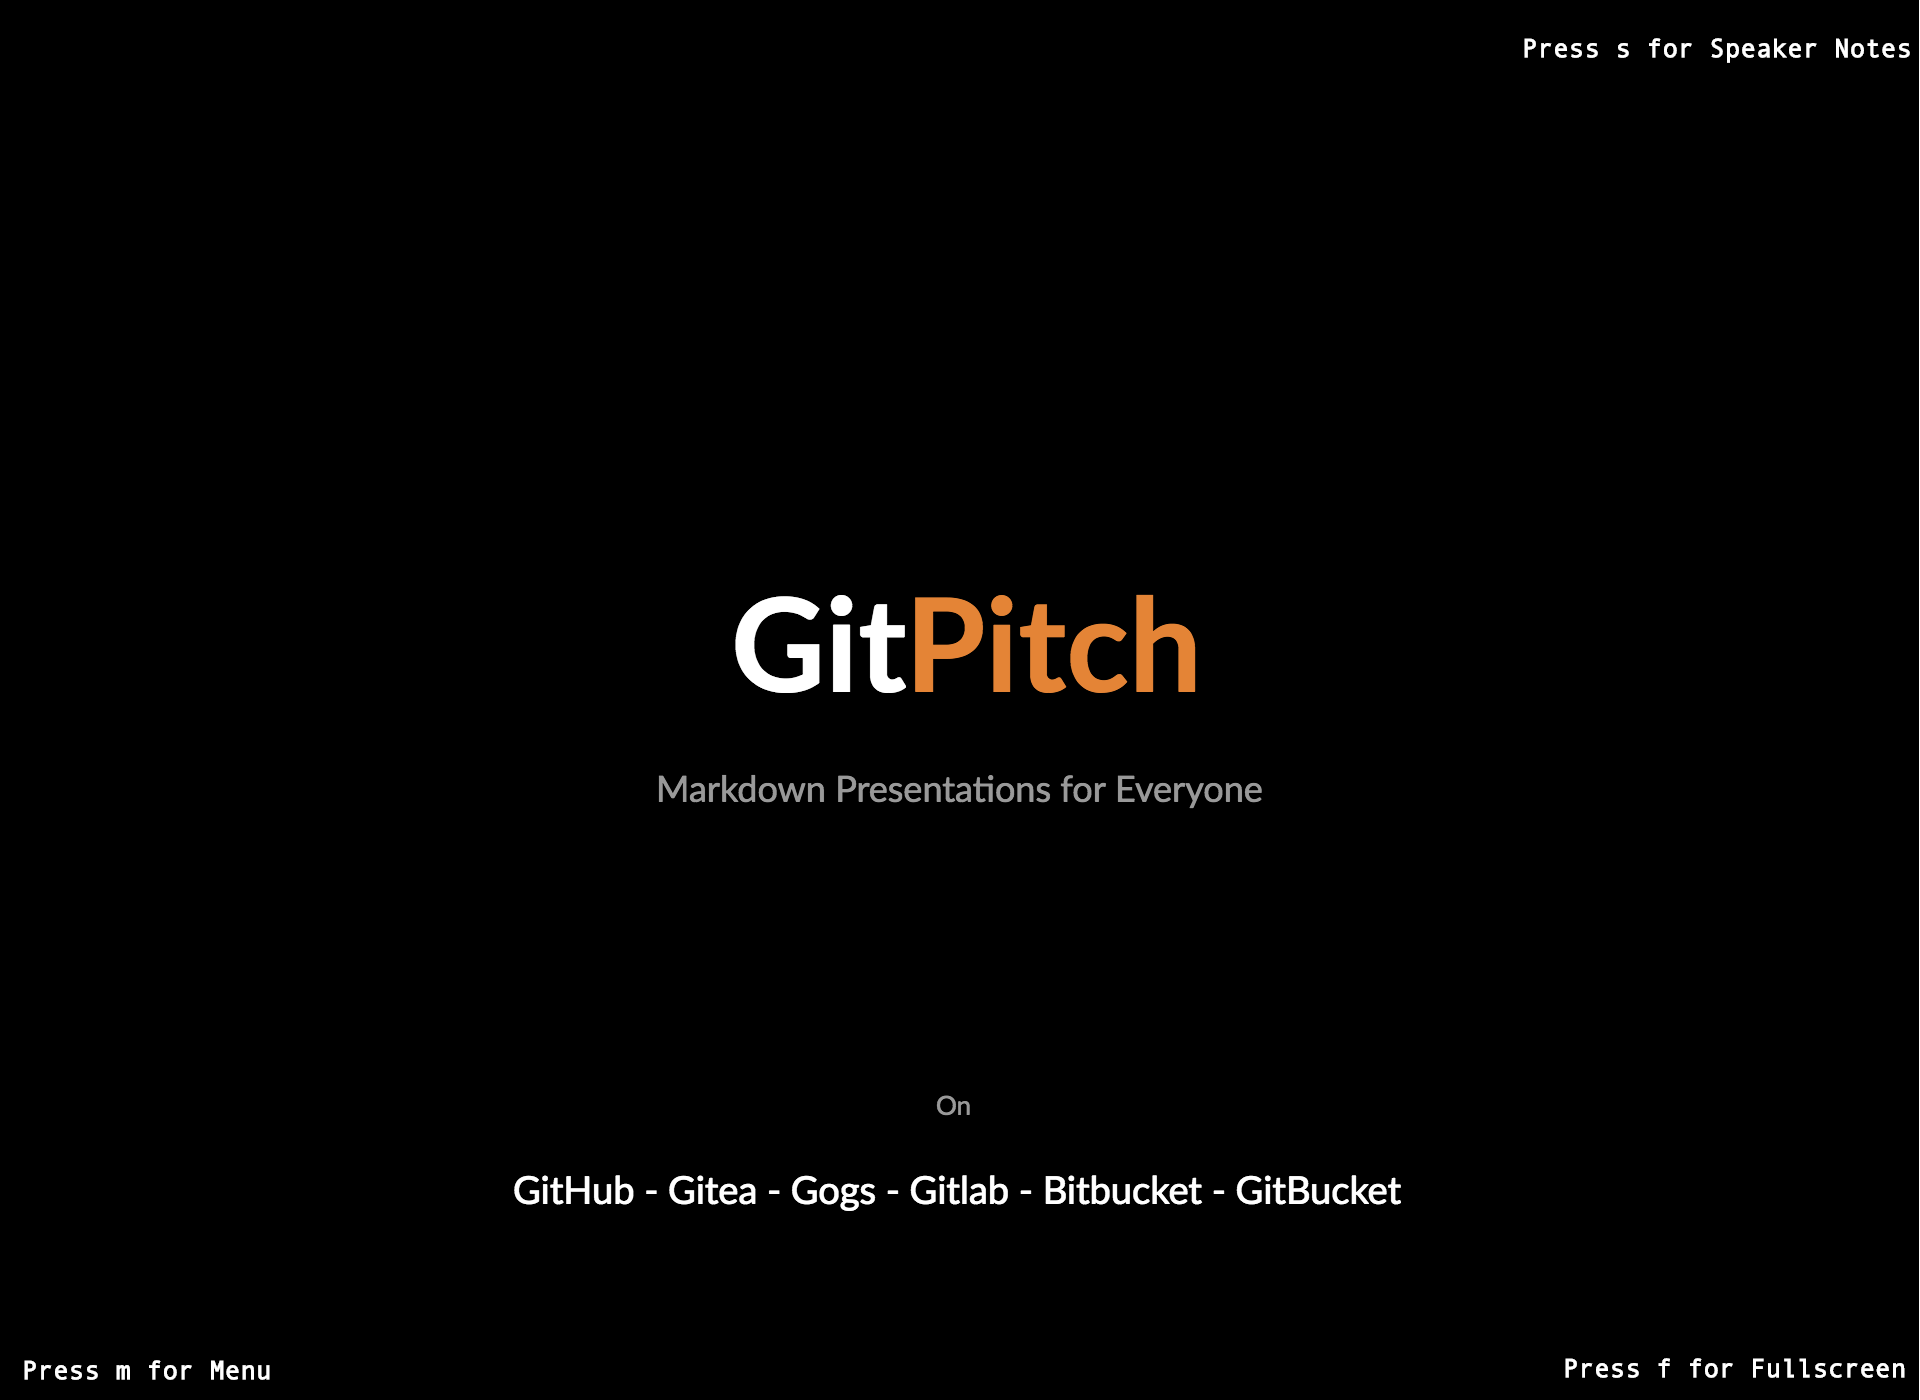 Press s for Speaker Notes
GitPitch
Markdown Presentations for Everyone
On
GitHub - Gitea - Gogs - Gitlab - Bitbucket - GitBucket
Press m for Menu
Press f for Fullscreen